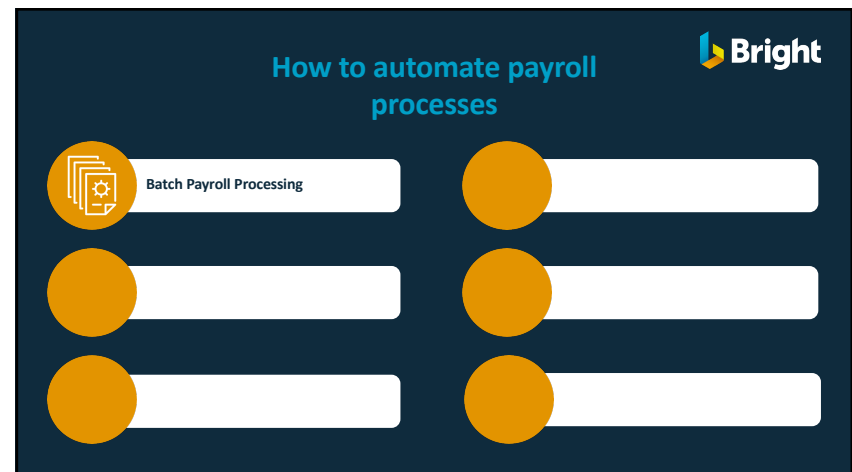 Bright
How to automate payroll
processes
Batch Payroll Processing